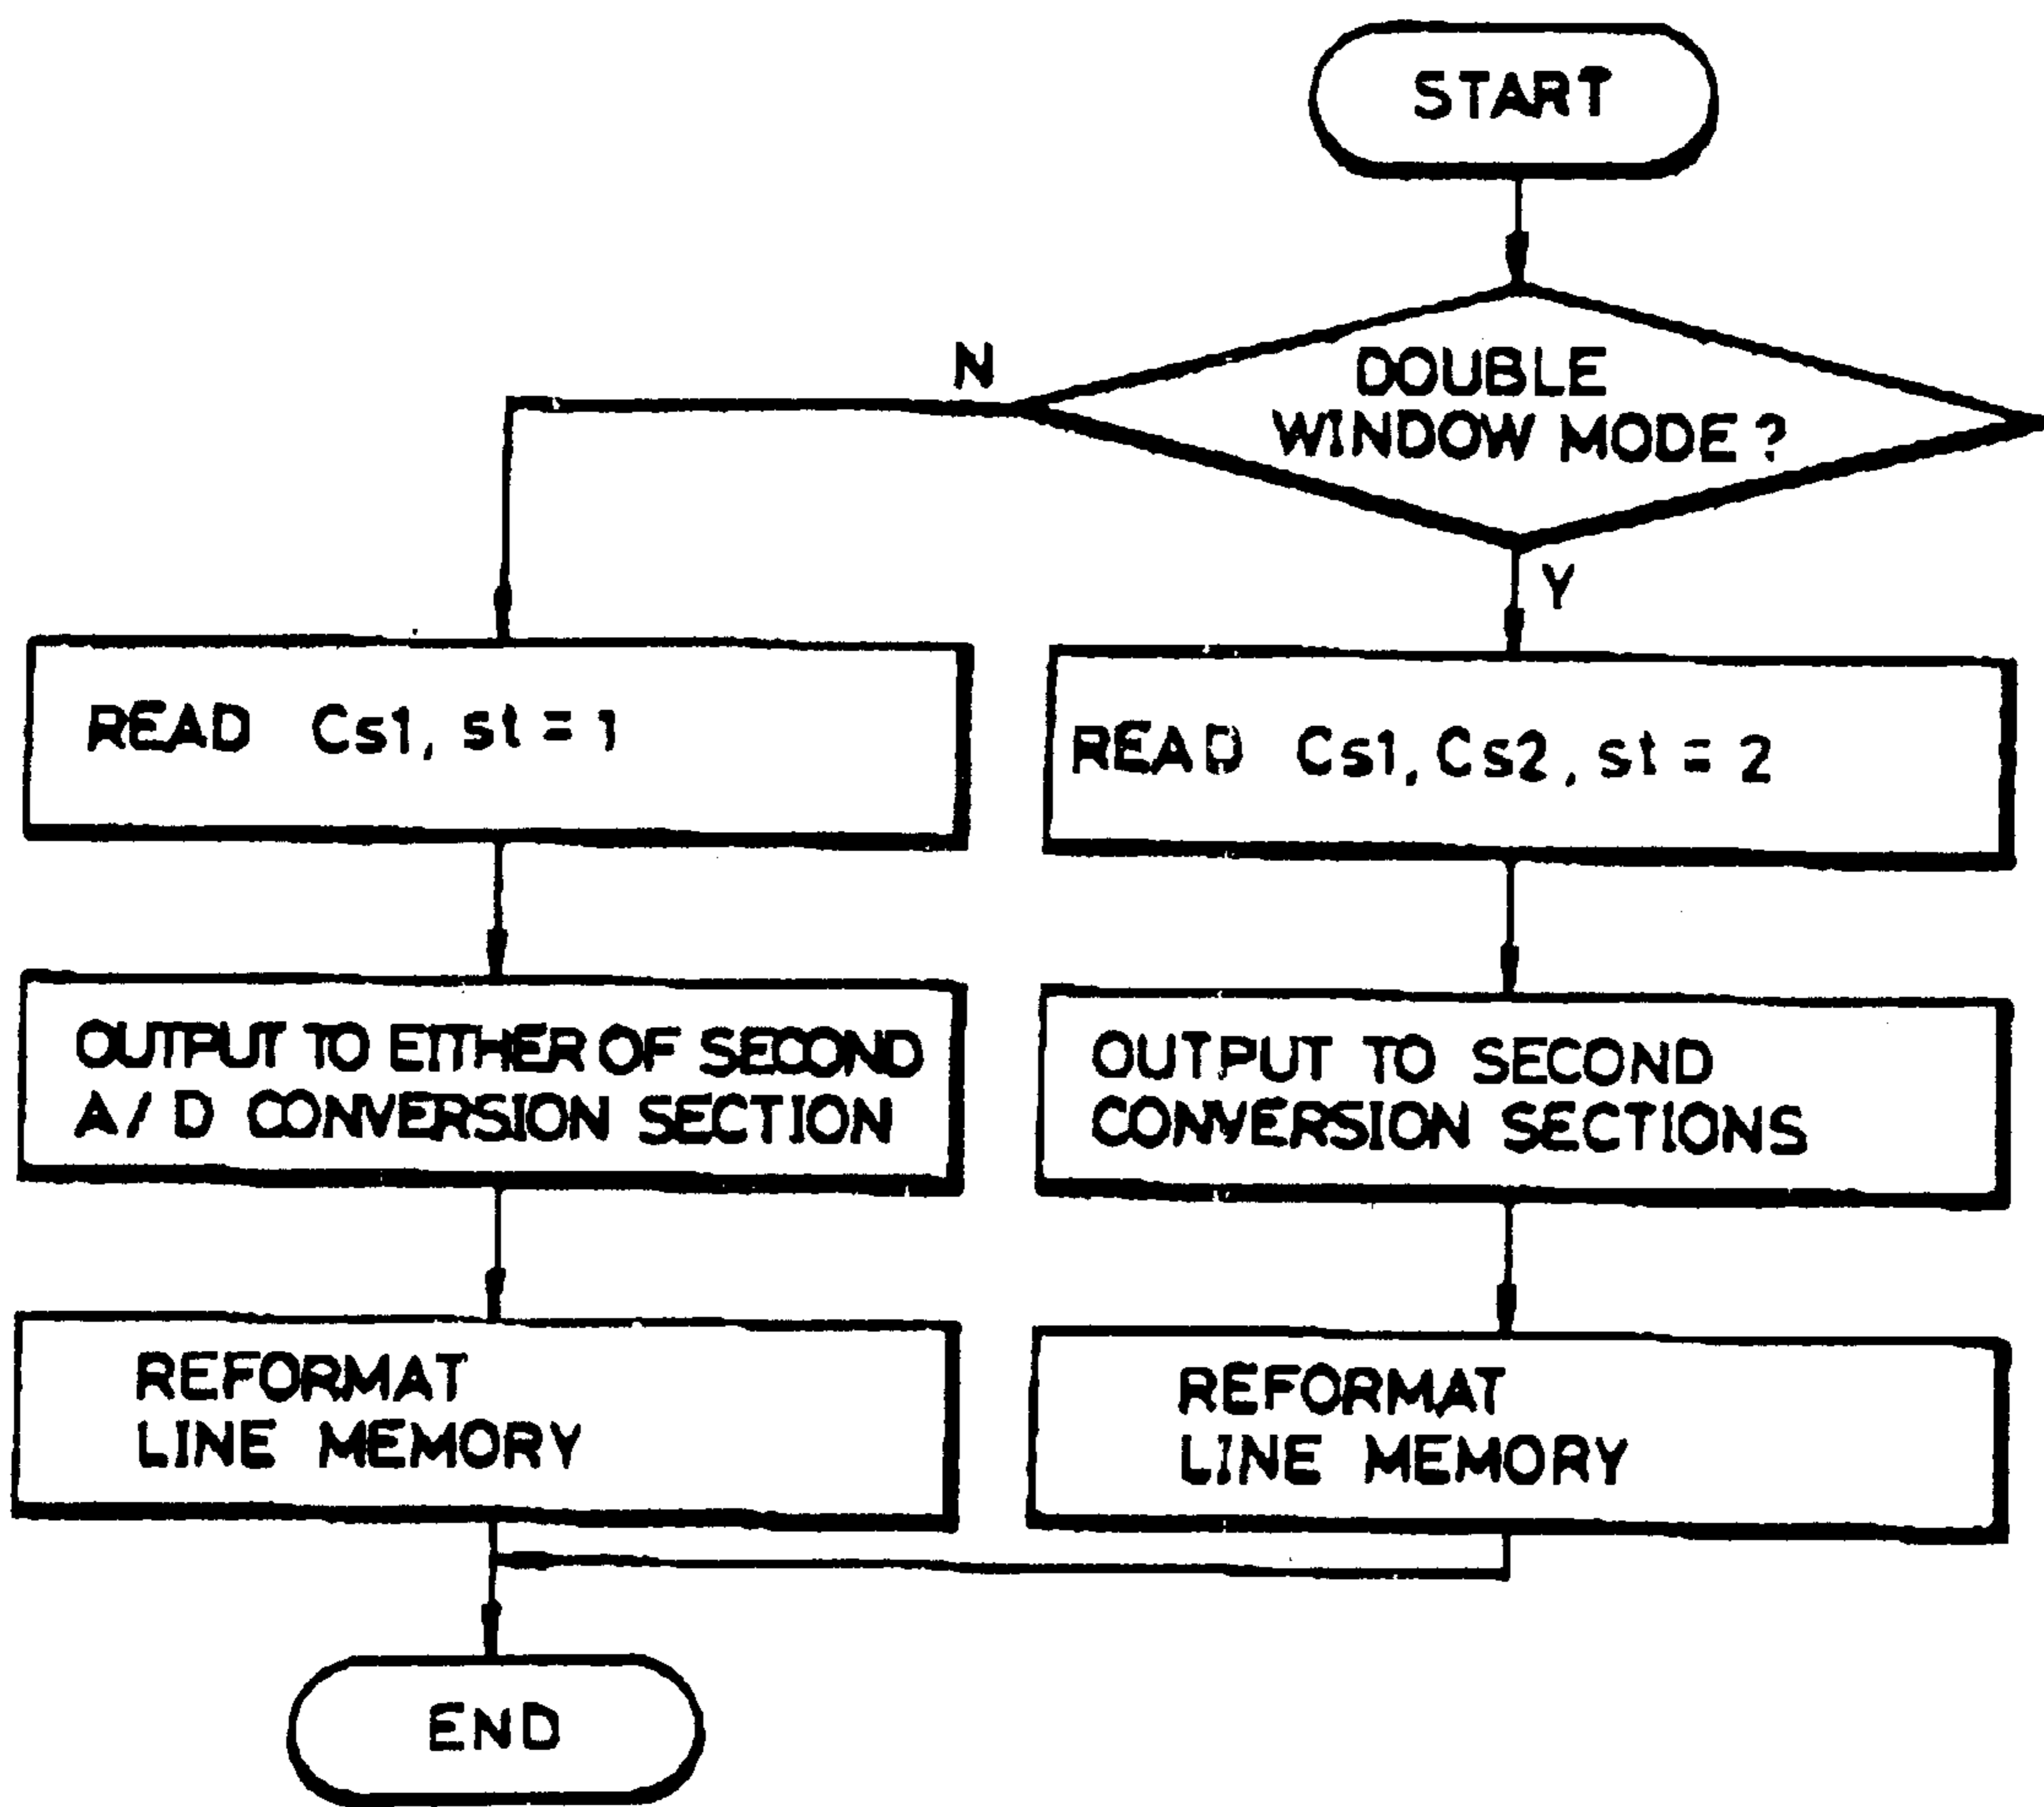 START
DOUBLE
WINDOW MODE?
N
Y
READ Cs1, st = 1
READ Cs1, Cs2, st = 2
OUTPUT TO EITHER OF SECOND
A/D CONVERSION SECTION
OUTPUT TO SECOND
CONVERSION SECTIONS
REFORMAT
LINE MEMORY
REFORMAT
LINE MEMORY
END